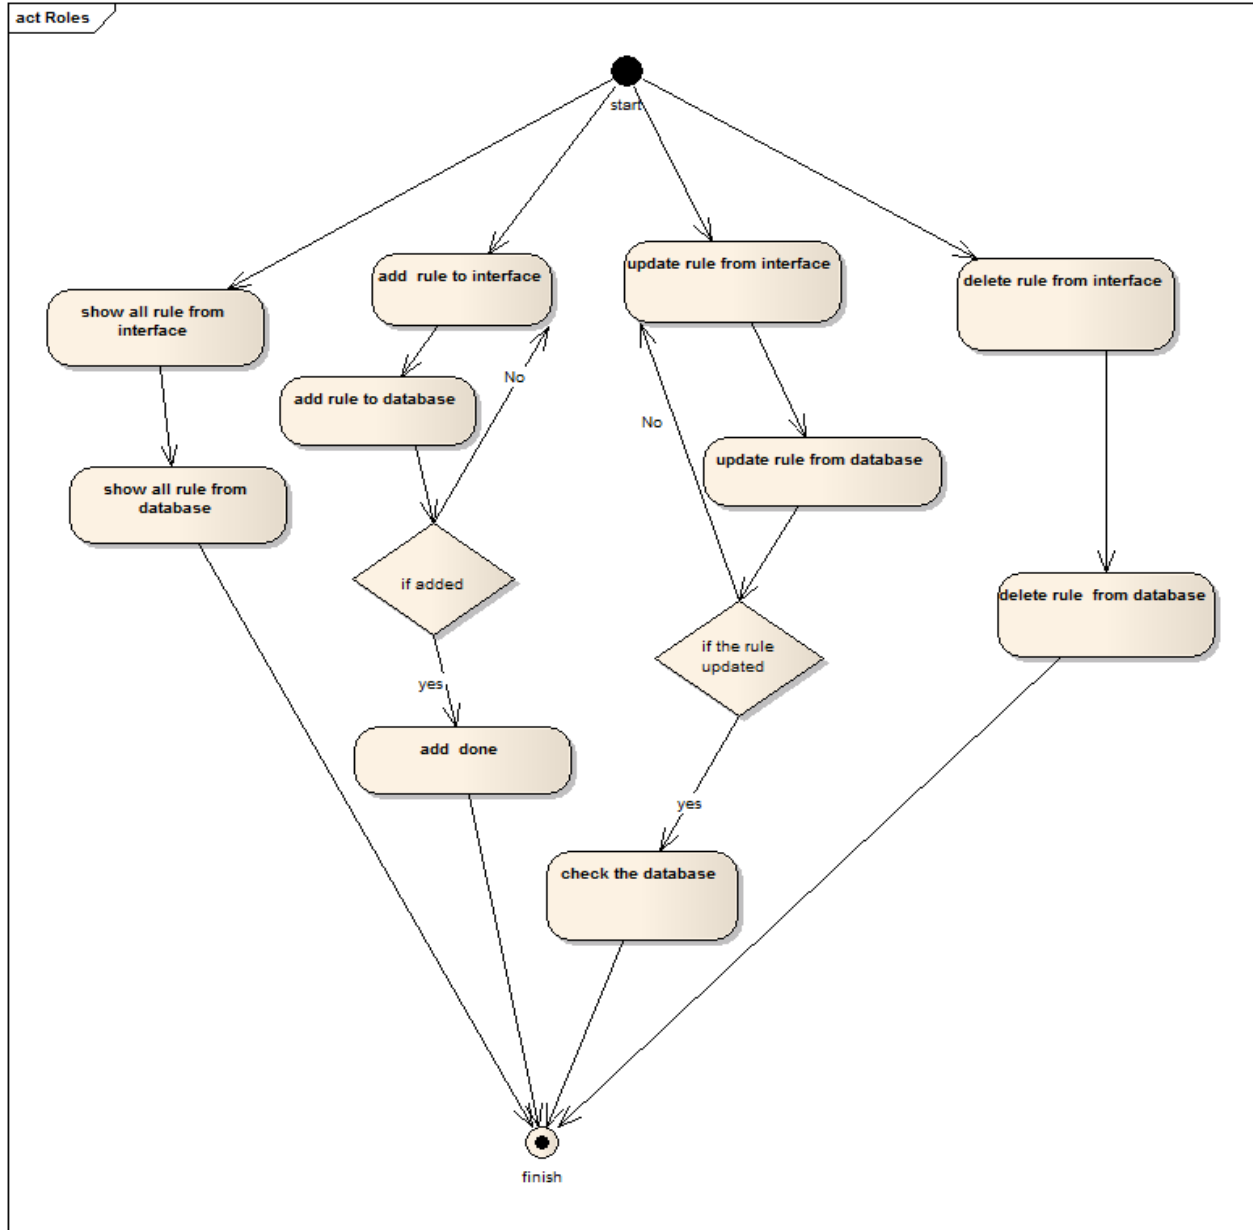 act Roles
start
add  rule to interface
update rule from interface
delete rule from interface
show all rule from
interface
No
add rule to database
No
update rule from database
show all rule from
database
if added
delete rule  from database
if the rule
updated
yes
add  done
yes
check the database
finish